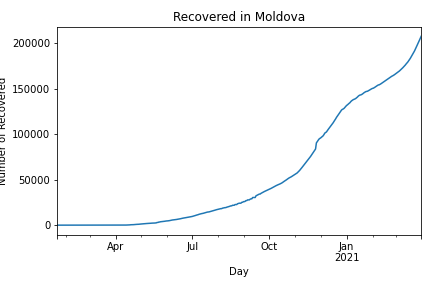 Recovered in Moldova
Number of Recovered
200000
150000
100000
50000
0
Apr
Jul
Oct
Jan
2021
Day